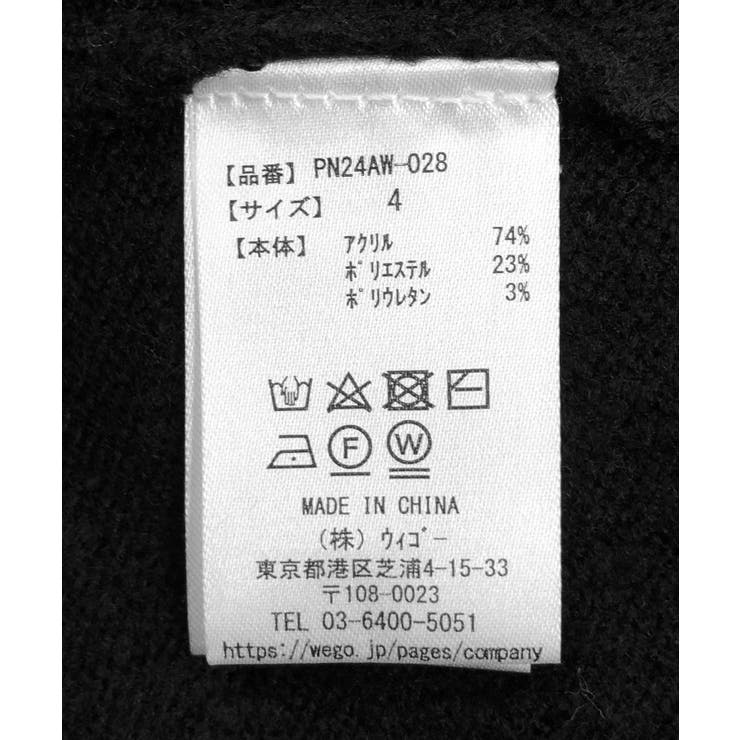 【品番】 PN24AW-028
【サイズ】 4
【本体】 アクリル 74%
ポリエステル 23%
ポリウレタン 3%
F W
MADE IN CHINA
(株) ウィゴー
東京都港区芝浦4-15-33
〒108-0023
TEL 03-6400-5051
https://wego.jp/pages/company